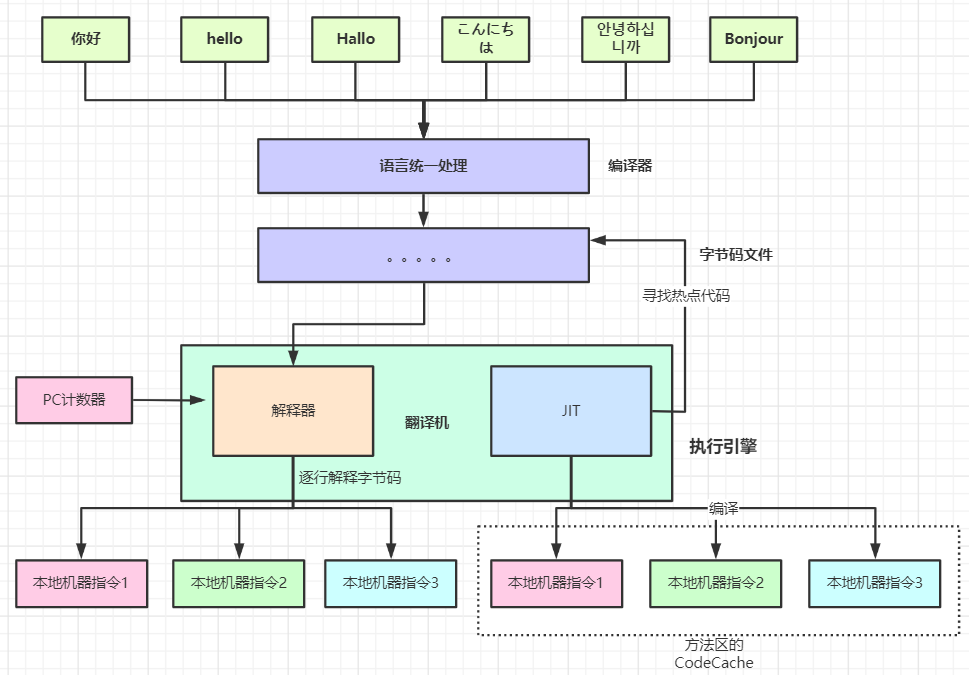 你好
hello
Hallo
こんにち
は
안녕하십
니까
Bonjour
语言统一处理
编译器
。。。。。
字节码文件
寻找热点代码
PC计数器
解释器
翻译机
JIT
执行引擎
逐行解释字节码
编译
本地机器指令1
本地机器指令2
本地机器指令3
本地机器指令1
本地机器指令2
本地机器指令3
方法区的
CodeCache